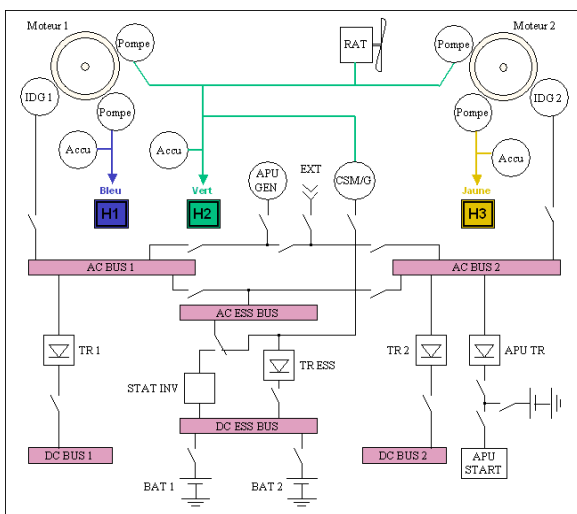 Moteur 1
Pompe
RAT
Pompe
Moteur 2
IDG 1
Pompe
Pompe
IDG 2
Accu
Accu
APU
GEN
EXT
CSM/G
Accu
Bleu
Vert
Jaune
H1
H2
H3
AC BUS 1
AC BUS 2
AC ESS BUS
TR 1
TR ESS
TR 2
APU TR
STAT INV
DC ESS BUS
DC BUS 1
DC BUS 2
APU
START
BAT 1
BAT 2